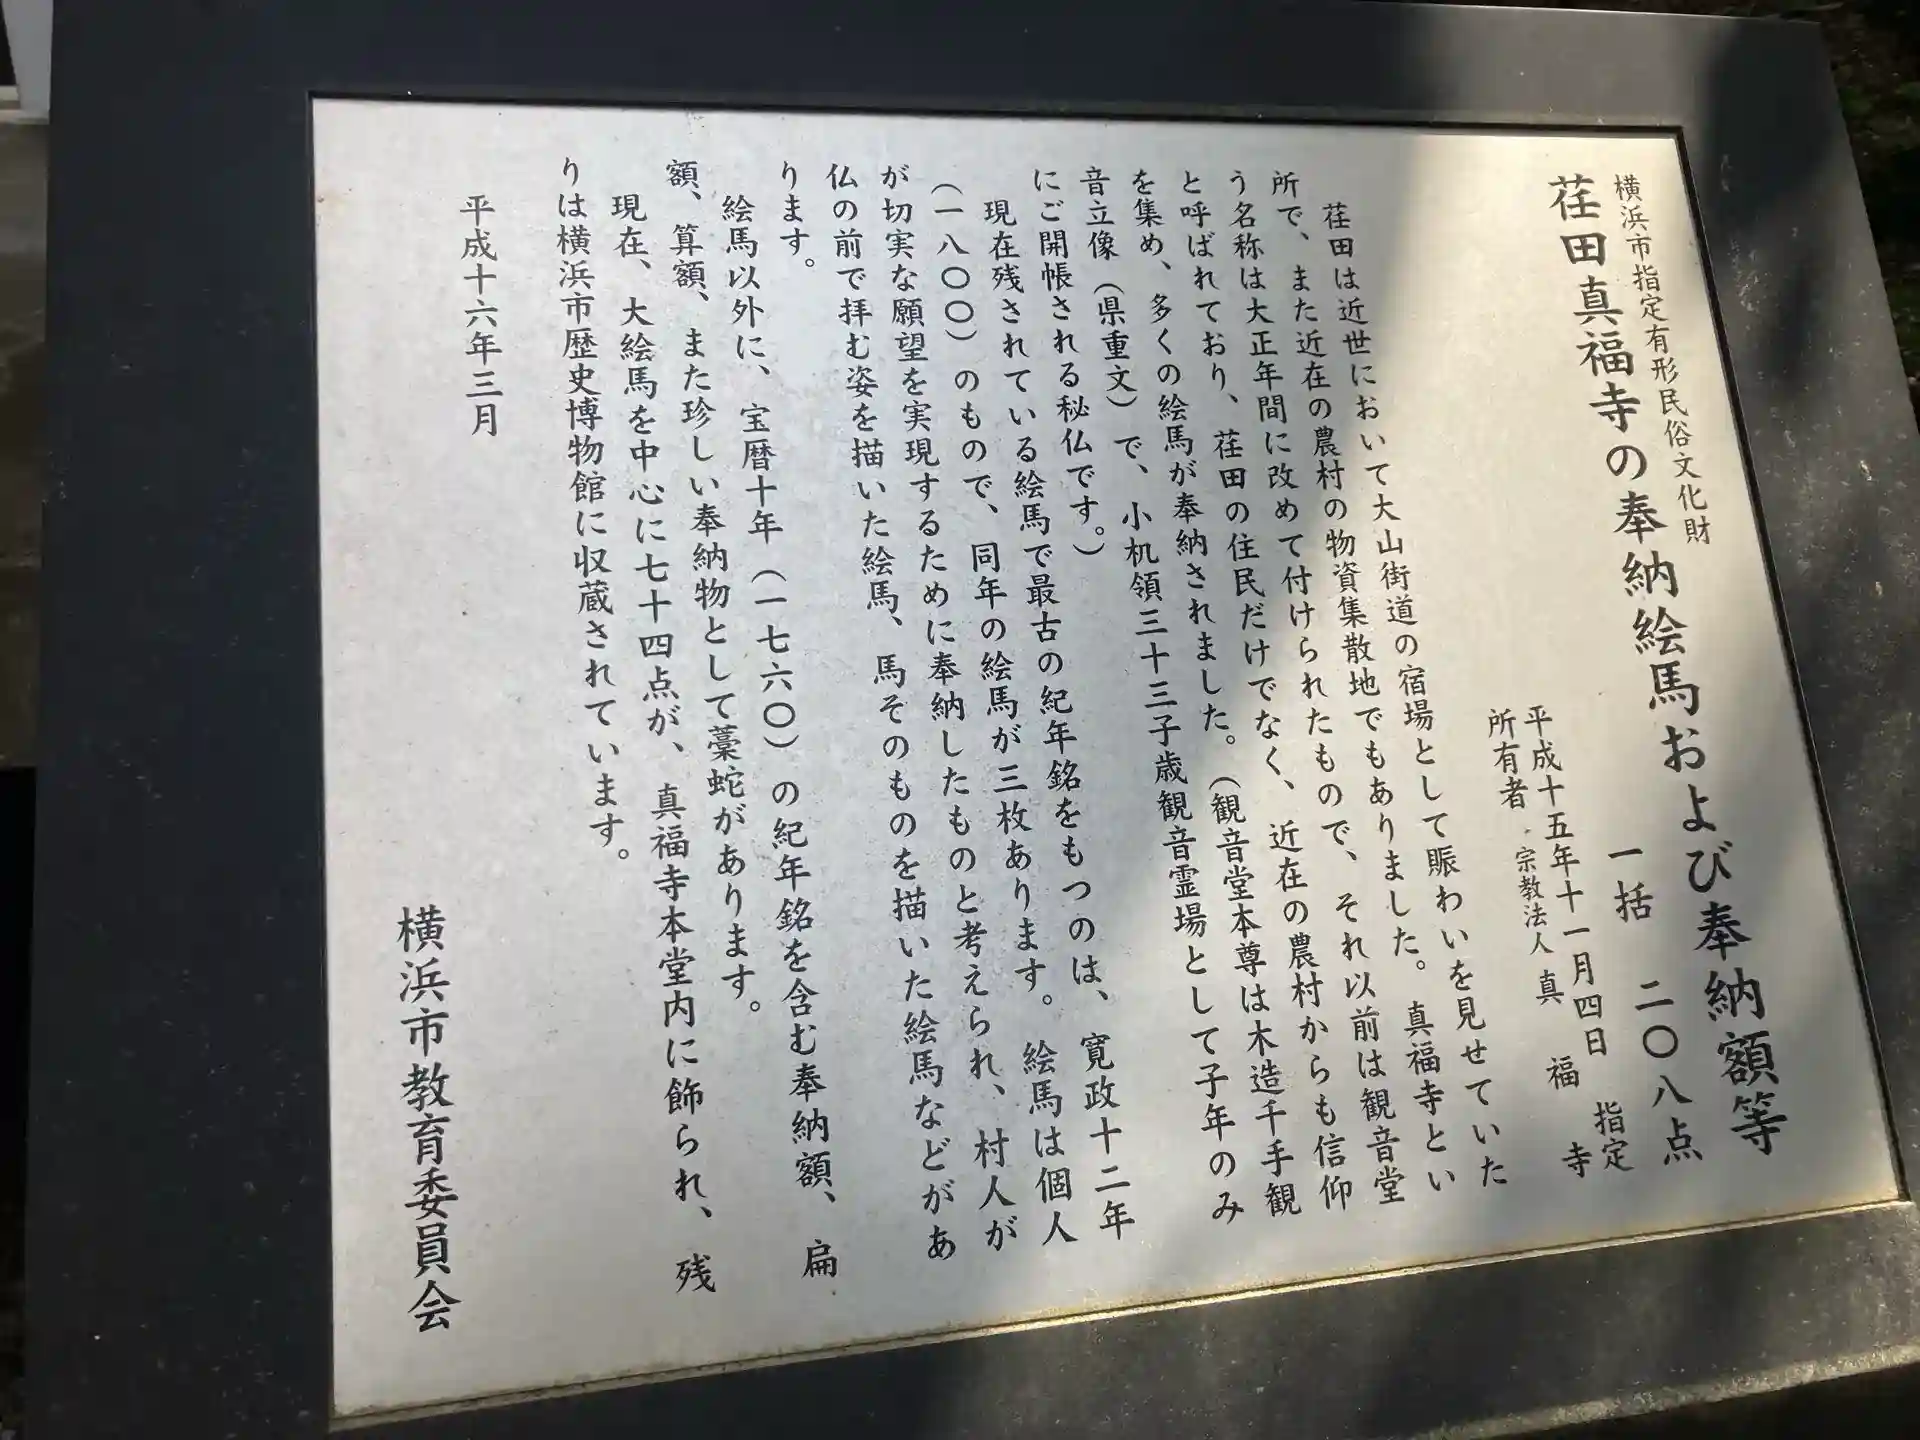 横浜市指定有形民俗文化財
荏田真福寺の奉納絵馬および奉納額等
一括 二〇八点
平成十五年十一月四日 指定
所有者 宗教法人 真福寺
荏田は近世において大山街道の宿場として賑わいを見せていた
所で、また近在の農村の物資集散地でもありました。真福寺とい
う名称は大正年間に改めて付けられたもので、それ以前は観音堂
と呼ばれており、荏田の住民だけでなく、近在の農村からも信仰
を集め、多くの絵馬が奉納されました。（観音堂本尊は木造千手観
音立像（県重文）で、小机領三十三子歳観音霊場として子年のみ
にご開帳される秘仏です。）
現在残されている絵馬で最古の紀年銘をもつのは、寛政十二年
（一八〇〇）のもので、同年の絵馬が三枚あります。絵馬は個人
が切実な願望を実現するために奉納したものと考えられ、村人が
仏の前で拝む姿を描いた絵馬、馬そのものを描いた絵馬などがあ
ります。
絵馬以外に、宝暦十年（一七六〇）の紀年銘を含む奉納額、扁
額、算額、また珍しい奉納物として藁蛇があります。
現在、大絵馬を中心に七十四点が、真福寺本堂内に飾られ、残
りは横浜市歴史博物館に収蔵されています。
平成十六年三月
横浜市教育委員会